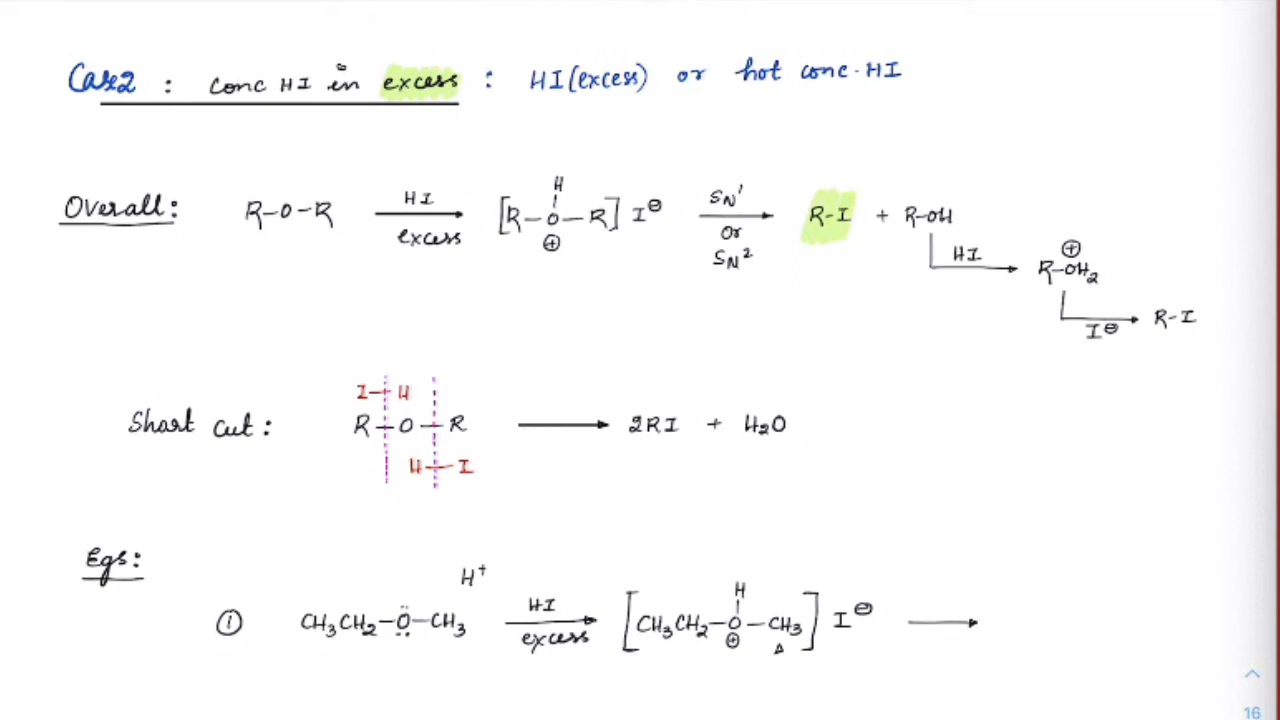 Case2 : Conc HI in excess : HI(excess) or hot conc. HI
Overall: R-O-R HI excess [R-O-R] H ⊕ I⊖ SN' Or SN² R-I + R-OH
HI R-OH2 ⊕
I⊖ R-I
I-H
Short cut: R-O-R → 2RI + H2O
H-I
Egs:
① CH3CH2-Ö-CH3 H+ HI excess [CH3CH2-O-CH3] H ⊕ I⊖ →
16